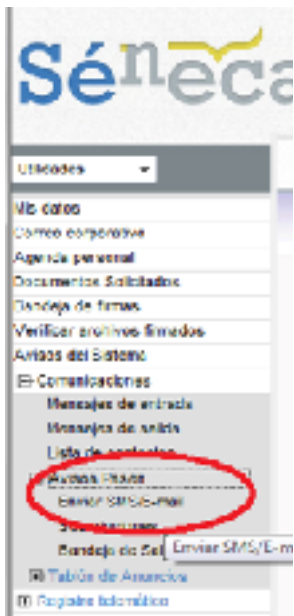 Séneca
Utilidades
Mis datos
Correo corporativo
Agenda personal
Documentos Solicitados
Bandeja de firmas
Verificar archivos firmados
Avisos del Sistema
Comunicaciones
Mensajes de entrada
Mensajes de salida
Lista de
Avisos
Enviar SMS/E-mail
Bandeja de Sal
Enviar SMS/E-m
Tablón de Anuncios
Registro telemático